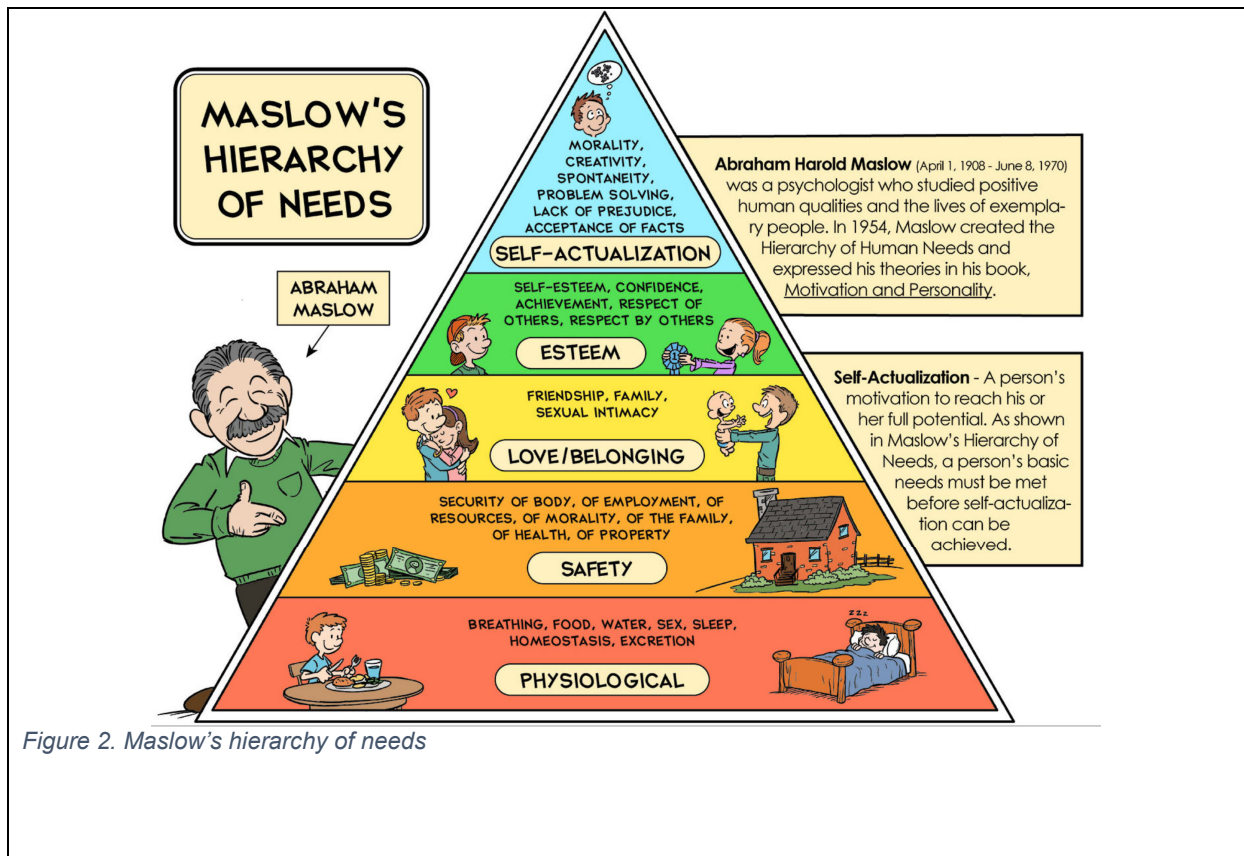 MASLOW'S
HIERARCHY
OF NEEDS
ABRAHAM
MASLOW
MORALITY,
CREATIVITY,
SPONTANEITY,
PROBLEM SOLVING,
LACK OF PREJUDICE,
ACCEPTANCE OF FACTS
SELF-ACTUALIZATION
SELF-ESTEEM, CONFIDENCE,
ACHIEVEMENT, RESPECT OF
OTHERS, RESPECT BY OTHERS
ESTEEM
1
FRIENDSHIP, FAMILY,
SEXUAL INTIMACY
LOVE/BELONGING
SECURITY OF BODY, OF EMPLOYMENT, OF
RESOURCES, OF MORALITY, OF THE FAMILY,
OF HEALTH, OF PROPERTY
SAFETY
BREATHING, FOOD, WATER, SEX, SLEEP,
HOMEOSTASIS, EXCRETION
PHYSIOLOGICAL
ZZZ
Abraham Harold Maslow (April 1, 1908 - June 8, 1970)
was a psychologist who studied positive
human qualities and the lives of exempla-
ry people. In 1954, Maslow created the
Hierarchy of Human Needs and
expressed his theories in his book,
Motivation and Personality.
Self-Actualization - A person's
motivation to reach his or
her full potential. As shown
in Maslow's Hierarchy of
Needs, a person's basic
needs must be met
before self-actualiza-
tion can be
achieved.
Figure 2. Maslow's hierarchy of needs